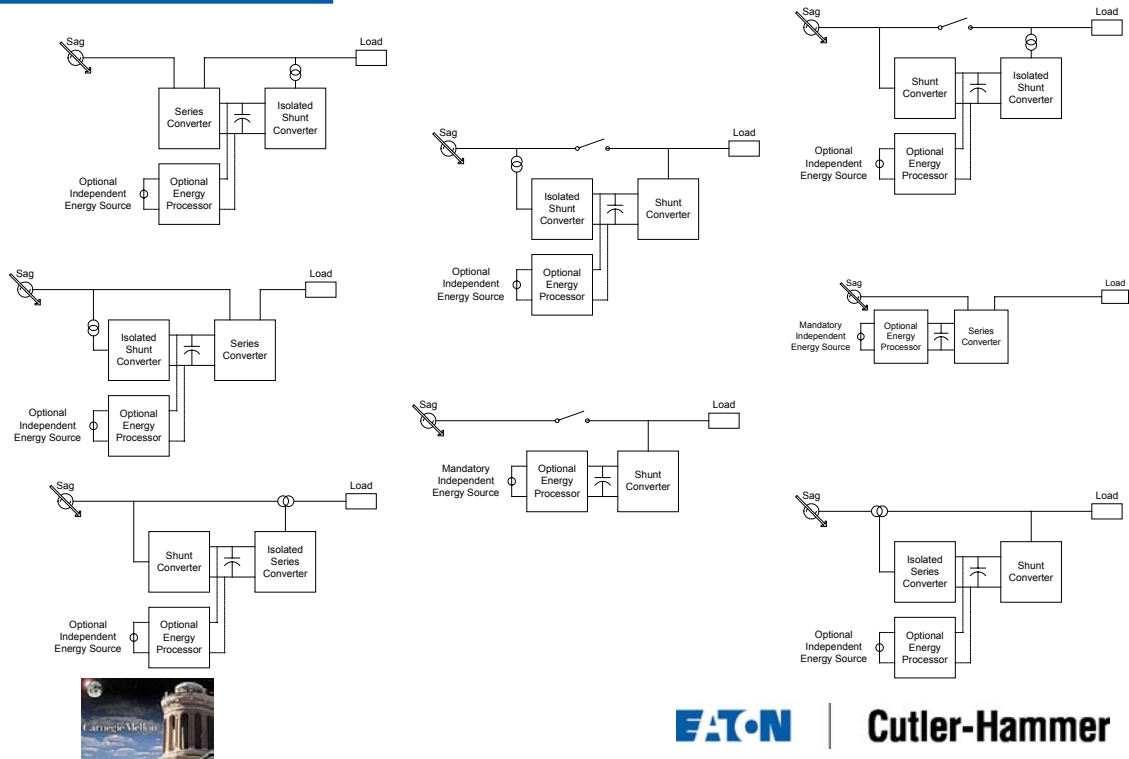 Sag
Load
Series
Converter
Isolated
Shunt
Converter
Optional
Independent
Energy Source
Optional
Energy
Processor
Sag
Load
Isolated
Shunt
Converter
Series
Converter
Optional
Independent
Energy Source
Optional
Energy
Processor
Sag
Load
Shunt
Converter
Isolated
Series
Converter
Optional
Independent
Energy Source
Optional
Energy
Processor
Sag
Load
Isolated
Shunt
Converter
Shunt
Converter
Optional
Independent
Energy Source
Optional
Energy
Processor
Sag
Load
Mandatory
Independent
Energy Source
Optional
Energy
Processor
Shunt
Converter
Sag
Load
Shunt
Converter
Isolated
Shunt
Converter
Optional
Independent
Energy Source
Optional
Energy
Processor
Sag
Load
Mandatory
Independent
Energy Source
Optional
Energy
Processor
Series
Converter
Sag
Load
Isolated
Series
Converter
Shunt
Converter
Optional
Independent
Energy Source
Optional
Energy
Processor
Carnegie Mellon
EATON
Cutler-Hammer